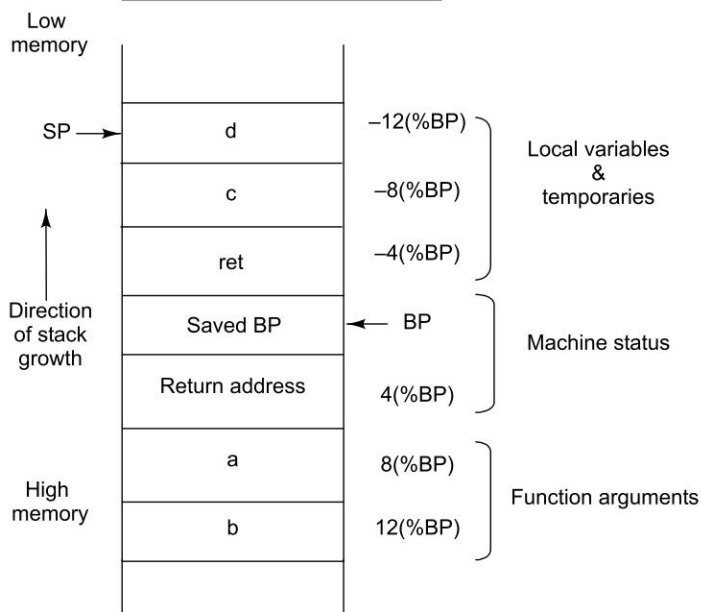 Low
memory
SP
d
–12(%BP)
c
–8(%BP)
Local variables
&
temporaries
ret
–4(%BP)
Direction
of stack
growth
Saved BP
BP
Machine status
Return address
4(%BP)
a
8(%BP)
High
memory
Function arguments
b
12(%BP)